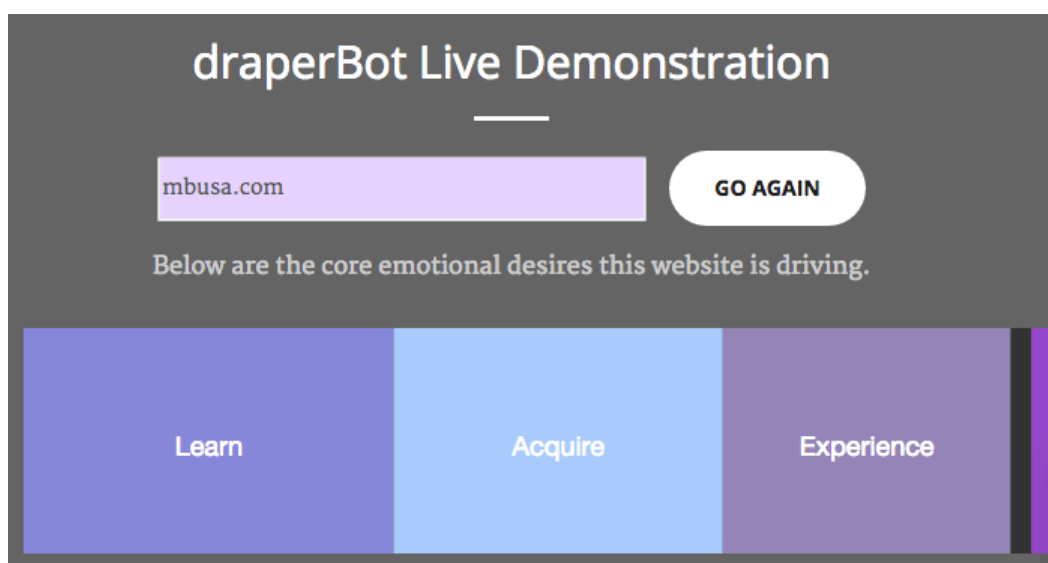 draperBot Live Demonstration
mbusa.com
GO AGAIN
Below are the core emotional desires this website is driving.
Learn
Acquire
Experience